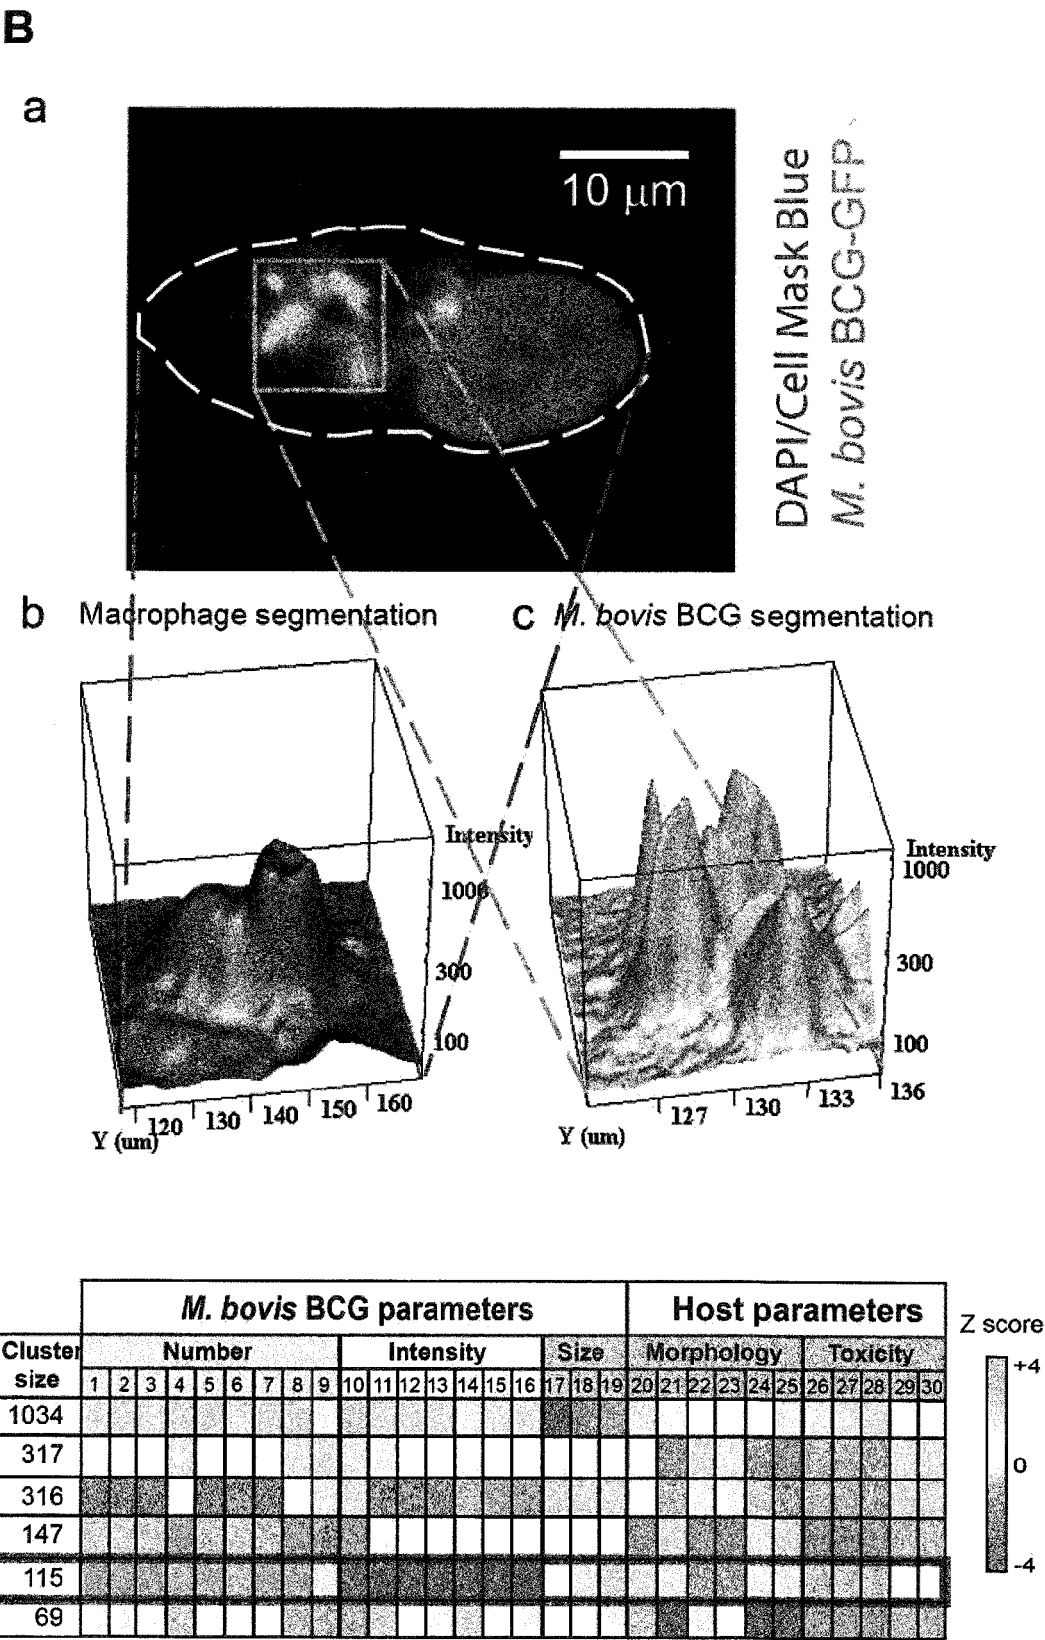 B
a
10 µm
DAPI/Cell Mask Blue
M. bovis BCG-GFP
b Macrophage segmentation
c M. bovis BCG segmentation
Intensity
1000
300
100
120 130 140 150 160
Y (um)
Intensity
1000
300
100
127 130 133 136
Y (um)
M. bovis BCG parameters Host parameters
Z score
Cluster size Number Intensity Size Morphology Toxicity
1 2 3 4 5 6 7 8 9 10 11 12 13 14 15 16 17 18 19 20 21 22 23 24 25 26 27 28 29 30
1034
317
316
147
115
69
+4
0
-4